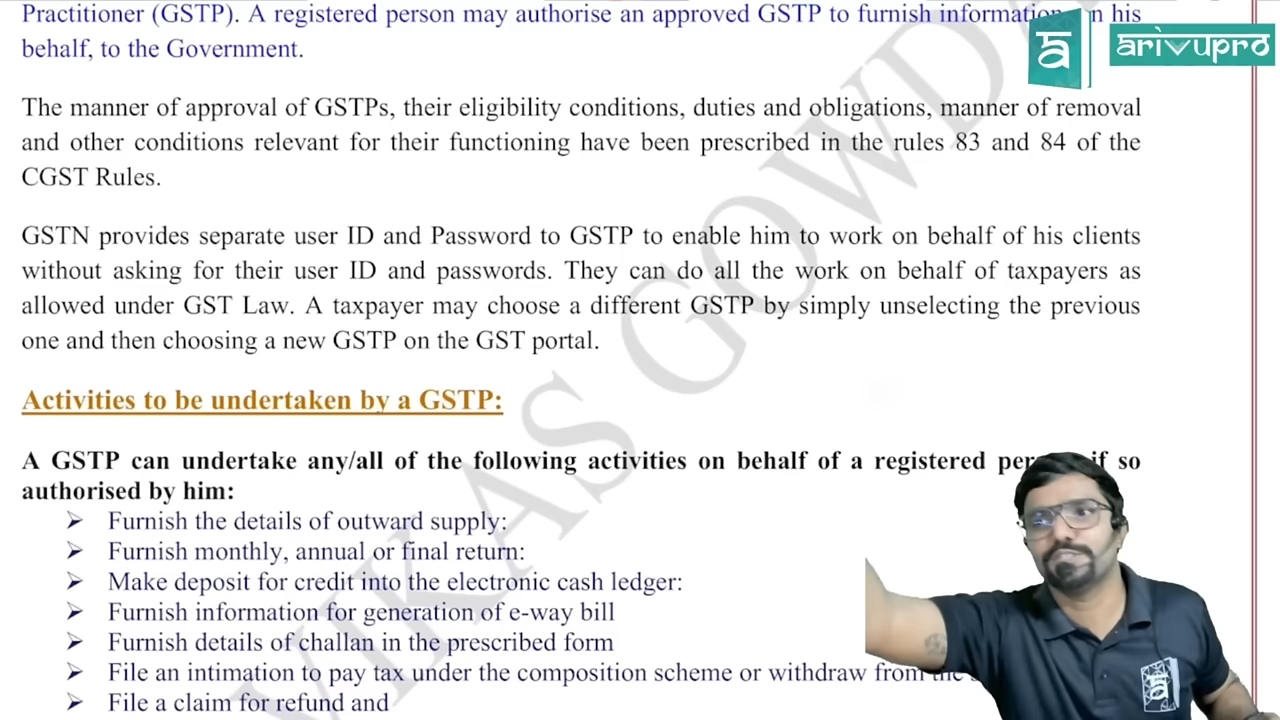 Practitioner (GSTP). A registered person may authorise an approved GSTP to furnish information on his
behalf, to the Government.
ā
arivupro
The manner of approval of GSTPs, their eligibility conditions, duties and obligations, manner of removal
and other conditions relevant for their functioning have been prescribed in the rules 83 and 84 of the
CGST Rules.
GSTN provides separate user ID and Password to GSTP to enable him to work on behalf of his clients
without asking for their user ID and passwords. They can do all the work on behalf of taxpayers as
allowed under GST Law. A taxpayer may choose a different GSTP by simply unselecting the previous
one and then choosing a new GSTP on the GST portal.
Activities to be undertaken by a GSTP:
A GSTP can undertake any/all of the following activities on behalf of a registered if so
authorised by him:
➤ Furnish the details of outward supply:
➤ Furnish monthly, annual or final return:
➤ Make deposit for credit into the electronic cash ledger:
➤ Furnish information for generation of e-way bill
➤ Furnish details of challan in the prescribed form
➤ File an intimation to pay tax under the composition scheme or withdraw from the
➤ File a claim for refund and
VIKAS GOWDA
ā